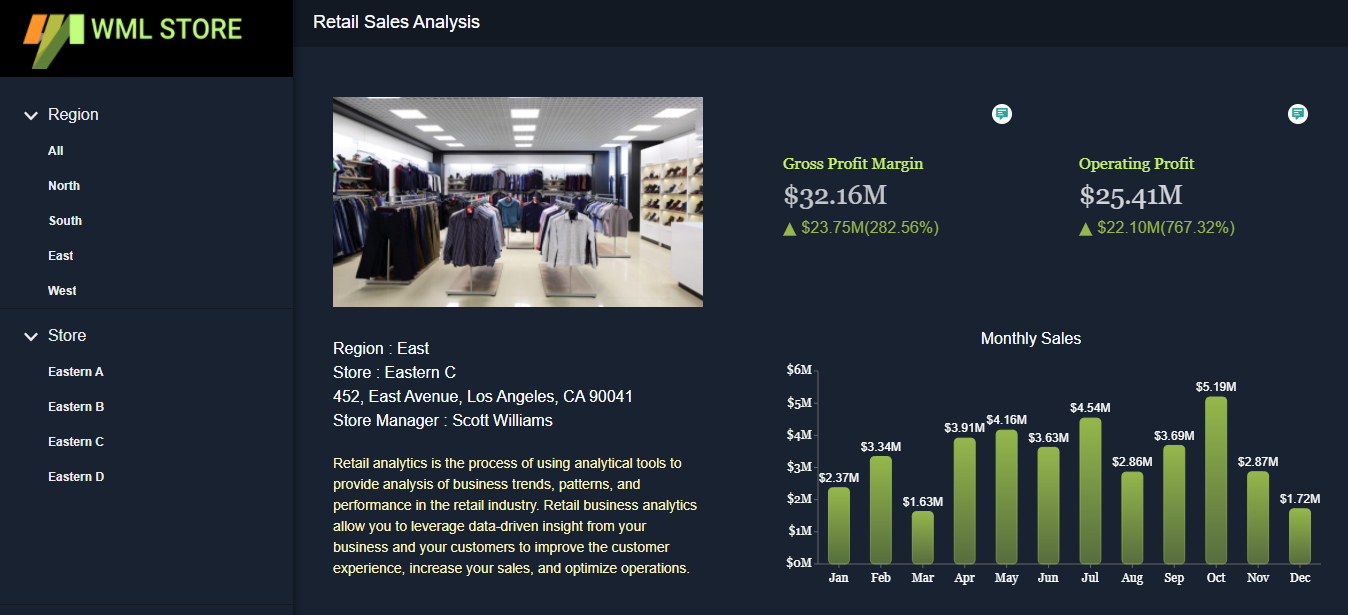 WML STORE
Retail Sales Analysis
Region
All
North
South
East
West
Store
Eastern A
Eastern B
Eastern C
Eastern D
Region : East
Store : Eastern C
452, East Avenue, Los Angeles, CA 90041
Store Manager : Scott Williams
Retail analytics is the process of using analytical tools to
provide analysis of business trends, patterns, and
performance in the retail industry. Retail business analytics
allow you to leverage data-driven insight from your
business and your customers to improve the customer
experience, increase your sales, and optimize operations.
Gross Profit Margin
$32.16M
▲ $23.75M(282.56%)
Operating Profit
$25.41M
▲ $22.10M(767.32%)
Monthly Sales
$6M
$5M
$4M
$3M
$2M
$1M
$0M
$2.37M
$3.34M
$1.63M
$3.91M
$4.16M
$3.63M
$4.54M
$2.86M
$3.69M
$5.19M
$2.87M
$1.72M
Jan Feb Mar Apr May Jun Jul Aug Sep Oct Nov Dec